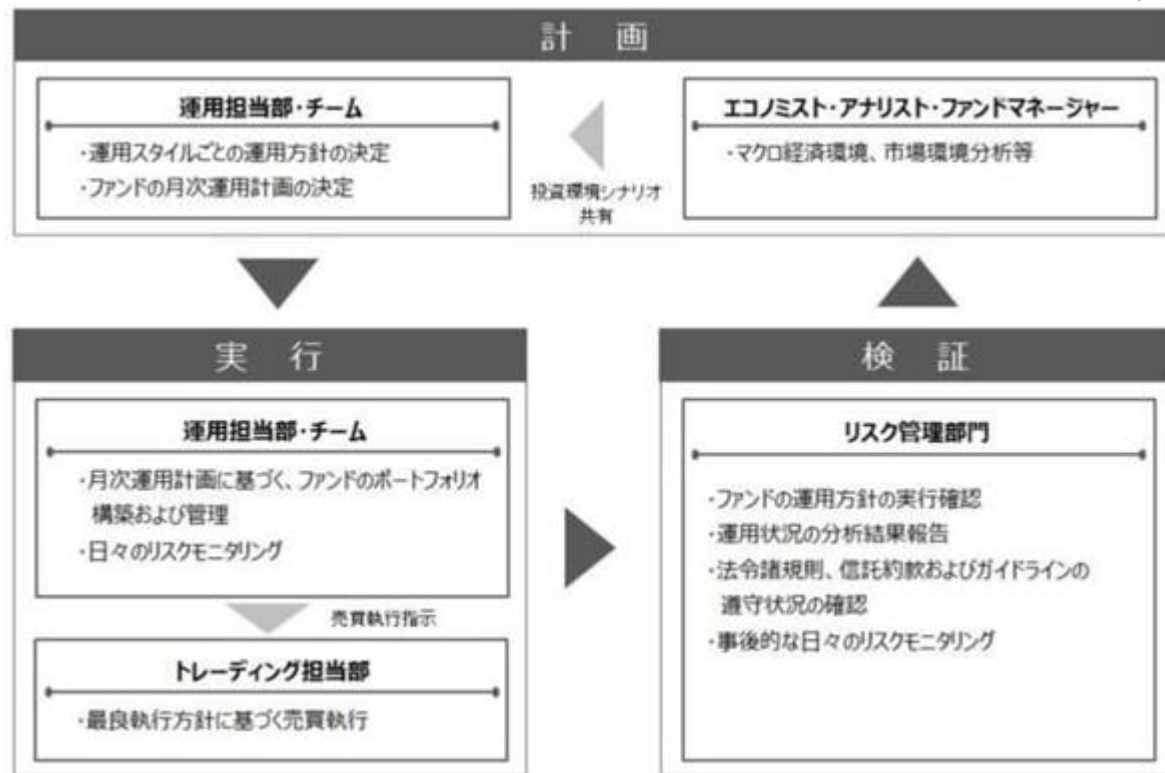 計 画
運用担当部・チーム
・運用スタイルごとの運用方針の決定
・ファンドの月次運用計画の決定
投資環境シナリオ
共有
エコノミスト・アナリスト・ファンドマネージャー
・マクロ経済環境、市場環境分析等
実 行
運用担当部・チーム
・月次運用計画に基づく、ファンドのポートフォリオ
構築および管理
・日々のリスクモニタリング
売買執行指示
トレーディング担当部
・最良執行方針に基づく売買執行
検 証
リスク管理部門
・ファンドの運用方針の実行確認
・運用状況の分析結果報告
・法令諸規則、信託約款およびガイドラインの
遵守状況の確認
・事後的な日々のリスクモニタリング